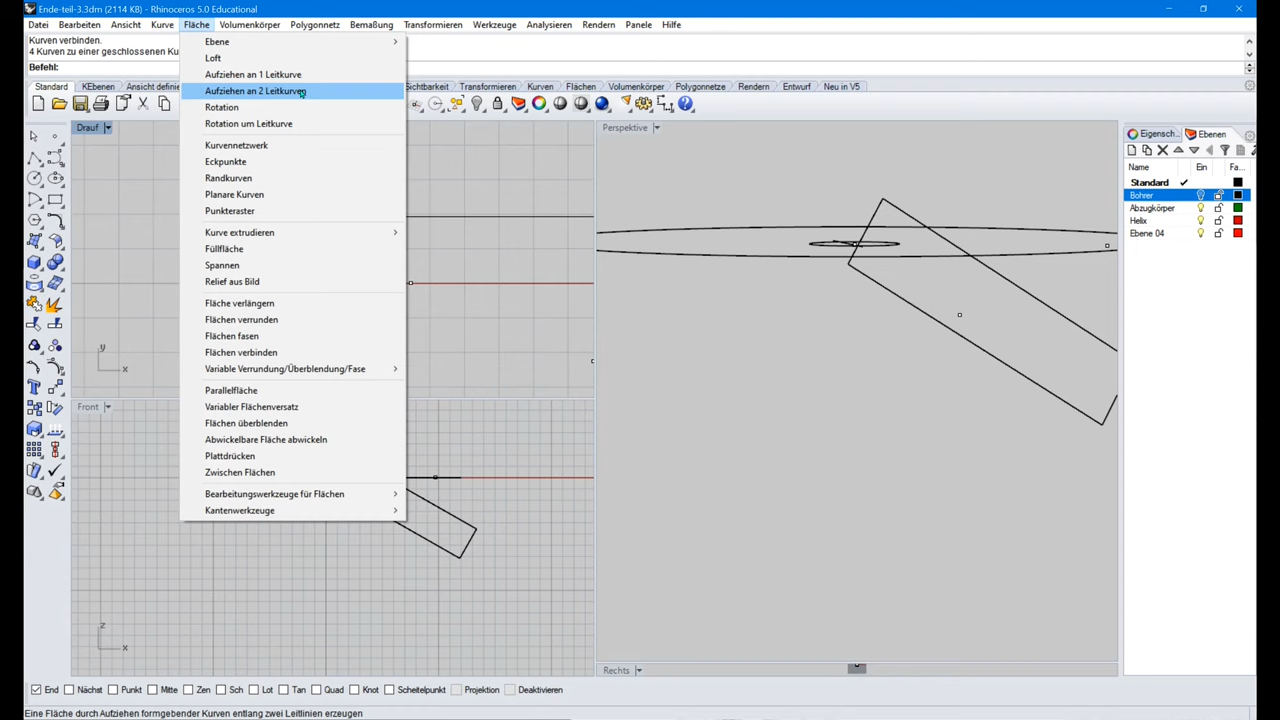 Ende-teil-3.3dm (2114 KB) - Rhinoceros 5.0 Educational
Datei Bearbeiten Ansicht Kurve Fläche Volumenkörper Polygonnetz Bemaßung Transformieren Werkzeuge Analysieren Rendern Panele Hilfe
Kurven verbinden.
4 Kurven zu einer geschlossenen Ku
Befehl:
Standard KEbenen Ansicht definie Sichtbarkeit Transformieren Kurven Flächen Volumenkörper Polygonnetze Rendern Entwurf Neu in V5
Ebene
Loft
Aufziehen an 1 Leitkurve
Aufziehen an 2 Leitkurven
Rotation
Rotation um Leitkurve
Kurvennetzwerk
Eckpunkte
Randkurven
Planare Kurven
Punkteraster
Kurve extrudieren
Füllfläche
Spannen
Relief aus Bild
Fläche verlängern
Flächen verrunden
Flächen fasen
Flächen verbinden
Variable Verrundung/Überblendung/Fase
Parallelfläche
Variabler Flächenversatz
Flächen überblenden
Abwickelbare Fläche abwickeln
Plattdrücken
Zwischen Flächen
Bearbeitungswerkzeuge für Flächen
Kantenwerkzeuge
Drauf
y
x
Front
z
x
Perspektive
Rechts
Eigensch... Ebenen
Name Ein Fa...
Standard
Bohrer
Abzugkörper
Helix
Ebene 04
End Nächst Punkt Mitte Zen Sch Lot Tan Quad Knot Scheitelpunkt Projektion Deaktivieren
Eine Fläche durch Aufziehen formgebender Kurven entlang zwei Leitlinien erzeugen